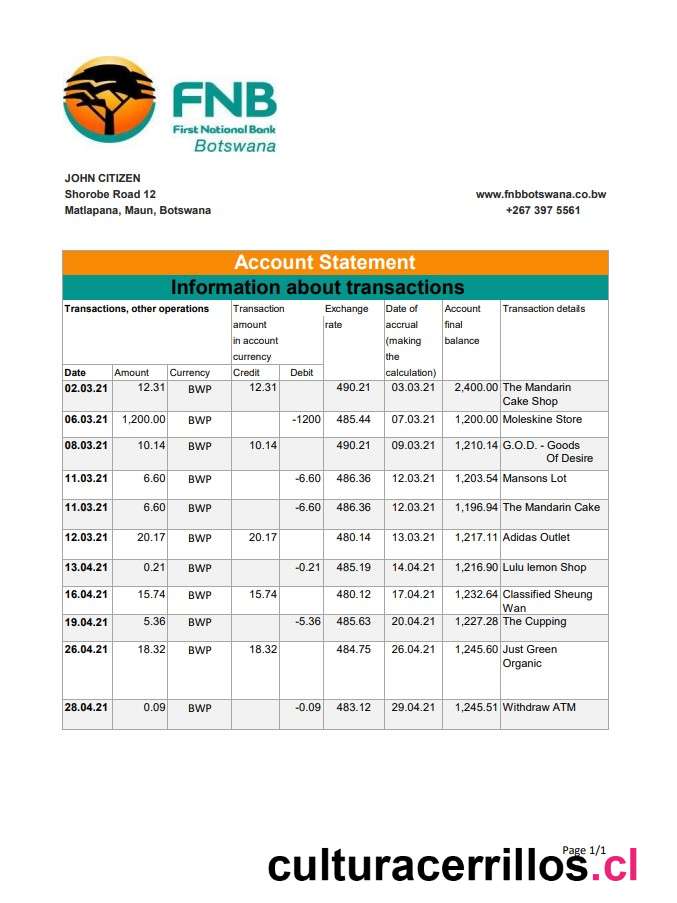 FNB
First National Bank
Botswana
JOHN CITIZEN
Shorobe Road 12
www.fnbbotswana.co.bw
Matlapana, Maun, Botswana
+267 397 5561
Account Statement
Information about transactions
Transactions, other operations
Transaction
amount
in account
currency
Exchange
rate
Date of
accrual
(making
the
calculation)
Account
final
balance
Transaction details
Date Amount Currency Credit Debit
02.03.21 12.31 BWP 12.31 490.21 03.03.21 2,400.00 The Mandarin
Cake Shop
06.03.21 1,200.00 BWP -1200 485.44 07.03.21 1,200.00 Moleskine Store
08.03.21 10.14 BWP 10.14 490.21 09.03.21 1,210.14 G.O.D. - Goods
Of Desire
11.03.21 6.60 BWP -6.60 486.36 12.03.21 1,203.54 Mansons Lot
11.03.21 6.60 BWP -6.60 486.36 12.03.21 1,196.94 The Mandarin Cake
12.03.21 20.17 BWP 20.17 480.14 13.03.21 1,217.11 Adidas Outlet
13.04.21 0.21 BWP -0.21 485.19 14.04.21 1,216.90 Lulu lemon Shop
16.04.21 15.74 BWP 15.74 480.12 17.04.21 1,232.64 Classified Sheung
Wan
19.04.21 5.36 BWP -5.36 485.63 20.04.21 1,227.28 The Cupping
26.04.21 18.32 BWP 18.32 484.75 26.04.21 1,245.60 Just Green
Organic
28.04.21 0.09 BWP -0.09 483.12 29.04.21 1,245.51 Withdraw ATM
Page 1/1
culturacerrillos.cl